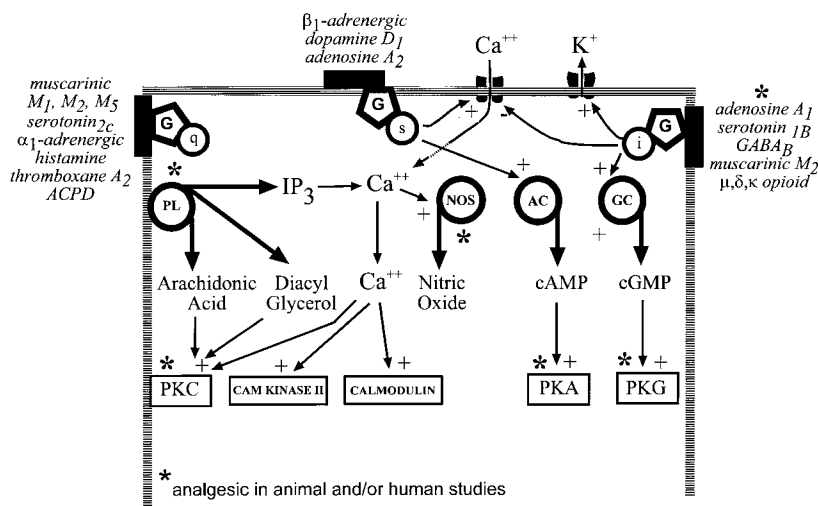 β1-adrenergic
dopamine D1
adenosine A2
Ca++
K+
muscarinic
M1, M2, M5
serotonin2c
α1-adrenergic
histamine
thromboxane A2
ACPD
*
G
q
G
s
+
-
+
i
G
*
adenosine A1
serotonin 1B
GABAB
muscarinic M2
μ,δ,κ opioid
*
PL
IP3
Ca++
+
NOS
*
+
AC
+
GC
+
Arachidonic
Acid
Diacyl
Glycerol
Ca++
Nitric
Oxide
cAMP
cGMP
* +
PKC
+
CAM KINASE II
+
CALMODULIN
* +
PKA
* +
PKG
*analgesic in animal and/or human studies